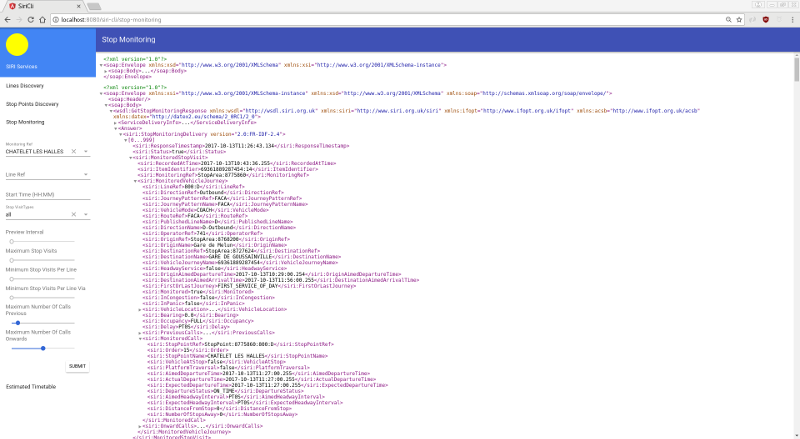 SiriCli
localhost:8080/siri-cli/stop-monitoring
SIRI Services
Lines Discovery
Stop Points Discovery
Stop Monitoring
Monitoring Ref
CHATELET LES HALLES
Line Ref
Start Time (HH:MM)
Stop VisitTypes
all
Preview Interval
Maximum Stop Visits
Minimum Stop Visits Per Line
Minimum Stop Visits Per Line Via
Maximum Number Of Calls
Previous
Maximum Number Of Calls
Onwards
SUBMIT
Estimated Timetable
Stop Monitoring
<?xml version="1.0"?>
<soap:Envelope xmlns:xsd="http://www.w3.org/2001/XMLSchema" xmlns:xsi="http://www.w3.org/2001/XMLSchema-instance">
<soap:Body>...</soap:Body>
</soap:Envelope>
<?xml version="1.0"?>
<soap:Envelope xmlns:xsi="http://www.w3.org/2001/XMLSchema-instance" xmlns:xsd="http://www.w3.org/2001/XMLSchema" xmlns:soap="http://schemas.xmlsoap.org/soap/envelope/">
<soap:Header/>
<soap:Body>
<wsdl:GetStopMonitoringResponse xmlns:wsdl="http://wsdl.siri.org.uk" xmlns:siri="http://www.siri.org.uk/siri" xmlns:ifopt="http://www.ifopt.org.uk/ifopt" xmlns:acsb="http://www.ifopt.org.uk/acsb"
xmlns:datex="http://datex2.eu/schema/2_0RC1/2_0">
<ServiceDeliveryInfo>...</ServiceDeliveryInfo>
<Answer>
<siri:StopMonitoringDelivery version="2.0:FR-IDF-2.4">
[0...999]
<siri:ResponseTimestamp>2017-10-13T11:26:43.134</siri:ResponseTimestamp>
<siri:Status>true</siri:Status>
<siri:MonitoredStopVisit>
<siri:RecordedAtTime>2017-10-13T10:43:36.255</siri:RecordedAtTime>
<siri:ItemIdentifier>69361889287454:14</siri:ItemIdentifier>
<siri:MonitoringRef>StopArea:8775860</siri:MonitoringRef>
<siri:MonitoredVehicleJourney>
<siri:LineRef>800:D</siri:LineRef>
<siri:DirectionRef>Outbound</siri:DirectionRef>
<siri:JourneyPatternRef>FACA</siri:JourneyPatternRef>
<siri:JourneyPatternName>FACA</siri:JourneyPatternName>
<siri:VehicleMode>COACH</siri:VehicleMode>
<siri:RouteRef>FACA</siri:RouteRef>
<siri:PublishedLineName>D</siri:PublishedLineName>
<siri:DirectionName>D-Outbound</siri:DirectionName>
<siri:OperatorRef>741</siri:OperatorRef>
<siri:OriginRef>StopArea:8768200</siri:OriginRef>
<siri:OriginName>Gare de Melun</siri:OriginName>
<siri:DestinationRef>StopArea:8727624</siri:DestinationRef>
<siri:DestinationName>GARE DE GOUSSAINVILLE</siri:DestinationName>
<siri:VehicleJourneyName>69361889287454</siri:VehicleJourneyName>
<siri:HeadwayService>false</siri:HeadwayService>
<siri:OriginAimedDepartureTime>2017-10-13T10:29:00.254</siri:OriginAimedDepartureTime>
<siri:DestinationAimedArrivalTime>2017-10-13T11:56:00.255</siri:DestinationAimedArrivalTime>
<siri:FirstOrLastJourney>FIRST_SERVICE_OF_DAY</siri:FirstOrLastJourney>
<siri:Monitored>true</siri:Monitored>
<siri:InCongestion>false</siri:InCongestion>
<siri:InPanic>false</siri:InPanic>
<siri:VehicleLocation>...</siri:VehicleLocation>
<siri:Bearing>0.0</siri:Bearing>
<siri:Occupancy>FULL</siri:Occupancy>
<siri:Delay>PT0S</siri:Delay>
<siri:PreviousCalls>...</siri:PreviousCalls>
<siri:MonitoredCall>
<siri:StopPointRef>StopPoint:8775860:800:D</siri:StopPointRef>
<siri:Order>15</siri:Order>
<siri:StopPointName>CHATELET LES HALLES</siri:StopPointName>
<siri:VehicleAtStop>false</siri:VehicleAtStop>
<siri:PlatformTraversal>false</siri:PlatformTraversal>
<siri:AimedDepartureTime>2017-10-13T11:27:00.255</siri:AimedDepartureTime>
<siri:ActualDepartureTime>2017-10-13T11:27:00.255</siri:ActualDepartureTime>
<siri:ExpectedDepartureTime>2017-10-13T11:27:00.255</siri:ExpectedDepartureTime>
<siri:DepartureStatus>ON_TIME</siri:DepartureStatus>
<siri:AimedHeadwayInterval>PT0S</siri:AimedHeadwayInterval>
<siri:ExpectedHeadwayInterval>PT0S</siri:ExpectedHeadwayInterval>
<siri:DistanceFromStop>0</siri:DistanceFromStop>
<siri:NumberOfStopsAway>0</siri:NumberOfStopsAway>
</siri:MonitoredCall>
<siri:OnwardCalls>...</siri:OnwardCalls>
</siri:MonitoredVehicleJourney>
</siri:MonitoredStopVisit>